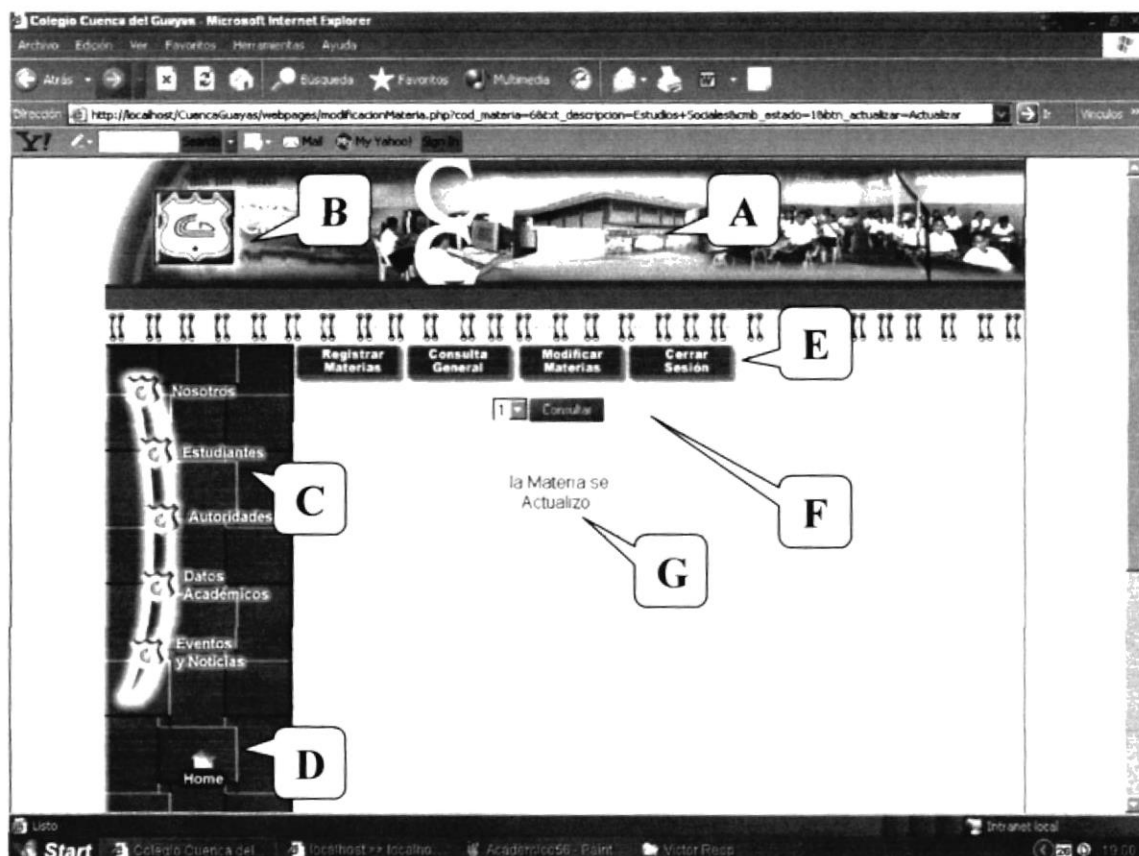 Colegio Cuenca del Guayas - Microsoft Internet Explorer
Archivo Edición Ver Favoritos Herramientas Ayuda
Atrás Búsqueda Favoritos Multimedia
Dirección http://localhost/CuencaGuayas/webpages/modificacionMateria.php?cod_materia=6&txt_descripcion=Estudios+Sociales&cmb_estado=1&btn_actualizar=Actualizar Vínculos
Y! Search Mail My Yahoo! Sign In
C
B
A
C
E
Registrar Materias
Consulta General
Modificar Materias
Cerrar Sesión
1 Consultar
Nosotros
Estudiantes
C
Autoridades
Datos
Académicos
Eventos
y Noticias
la Materia se
Actualizo
F
G
D
Home
Listo Intranet local
Start Colegio Cuenca del localhost >> localho... Academico56 - Paint Victor Resp 19:00